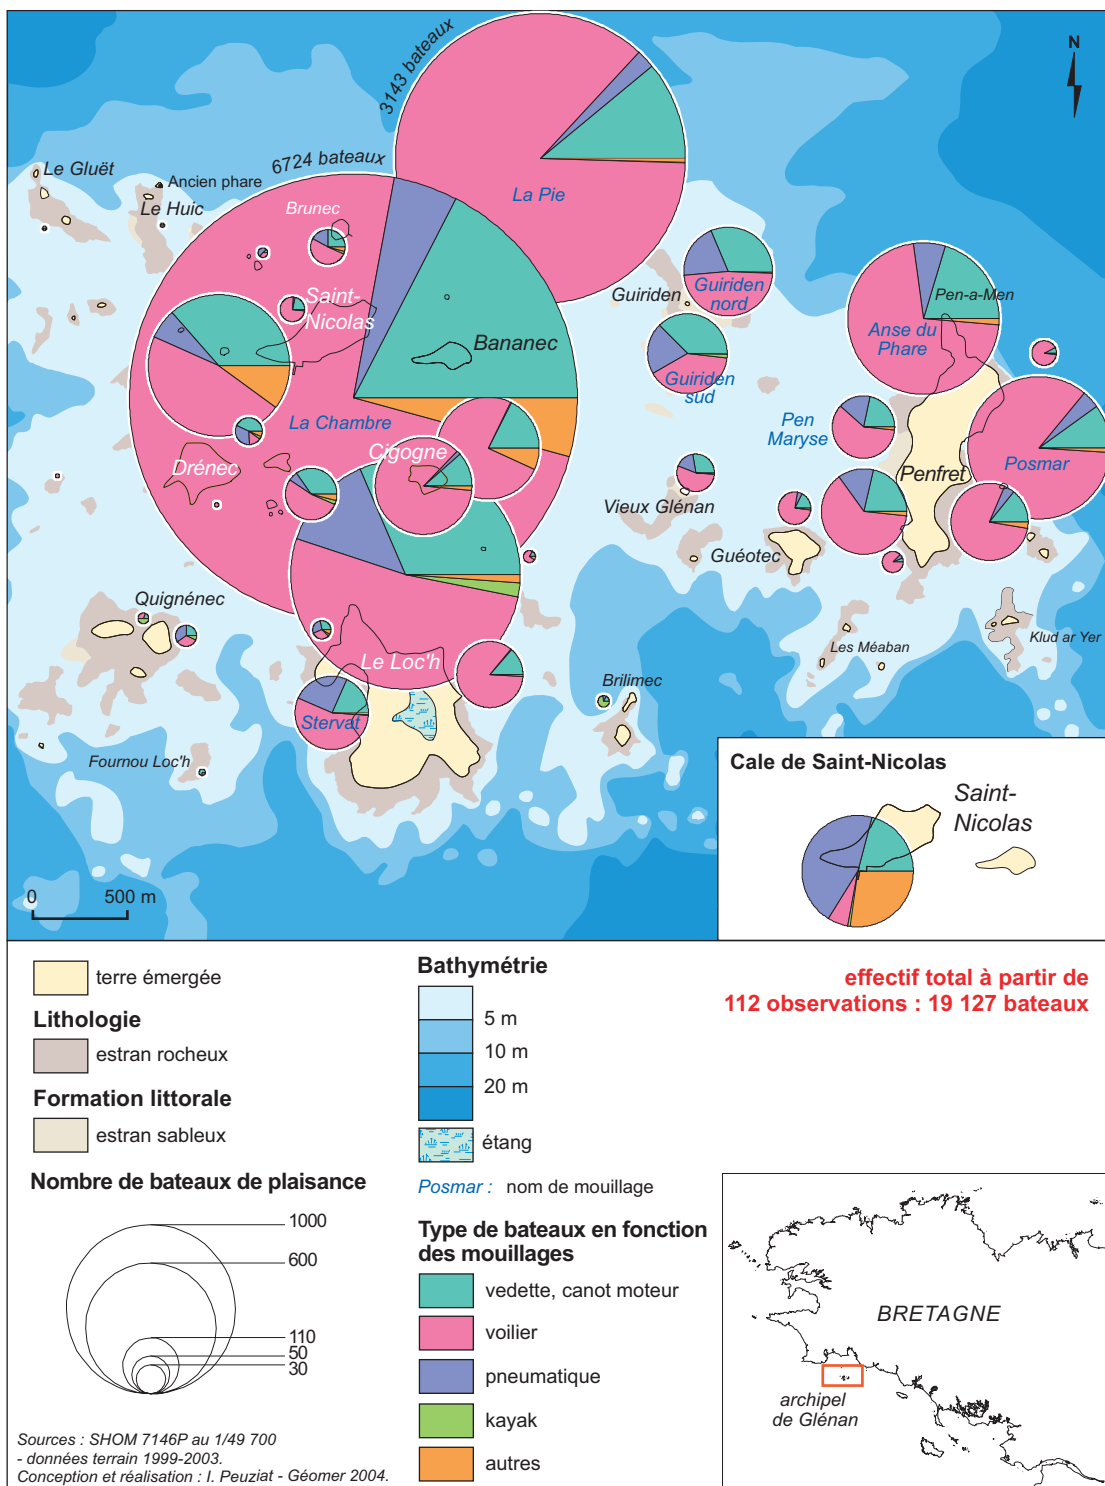 3143 bateaux
6724 bateaux
N
Le Gluët
Ancien phare
Le Huic
Brunec
La Pie
Saint-
Nicolas
Guiriden
Guiriden
nord
Pen-a-Men
Bananec
Anse du
Phare
Guiriden
sud
La Chambre
Pen
Maryse
Cigogne
Drénec
Penfret
Posmar
Vieux Glénan
Guéotec
Quignénec
Klud ar Yer
Les Méaban
Le Loc'h
Brilimec
Stervat
Fournou Loc'h
Cale de Saint-Nicolas
Saint-
Nicolas
0 500 m
terre émergée
Lithologie
estran rocheux
Formation littorale
estran sableux
Nombre de bateaux de plaisance
1000
600
110
50
30
Sources : SHOM 7146P au 1/49 700
- données terrain 1999-2003.
Conception et réalisation : I. Peuziat - Géomer 2004.
Bathymétrie
5 m
10 m
20 m
étang
Posmar : nom de mouillage
Type de bateaux en fonction
des mouillages
vedette, canot moteur
voilier
pneumatique
kayak
autres
effectif total à partir de
112 observations : 19 127 bateaux
BRETAGNE
archipel
de Glénan